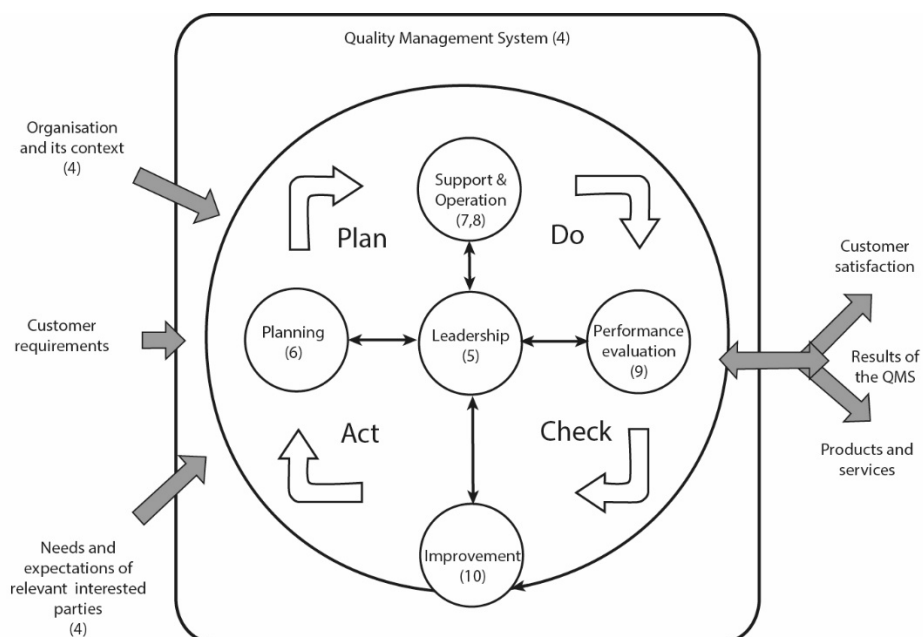 Quality Management System (4)
Organisation
and its context
(4)
Support &
Operation
(7,8)
Plan
Do
Customer
satisfaction
Customer
requirements
Planning
(6)
Leadership
(5)
Performance
evaluation
(9)
Results of
the QMS
Act
Check
Products and
services
Needs and
expectations of
relevant interested
parties
(4)
Improvement
(10)